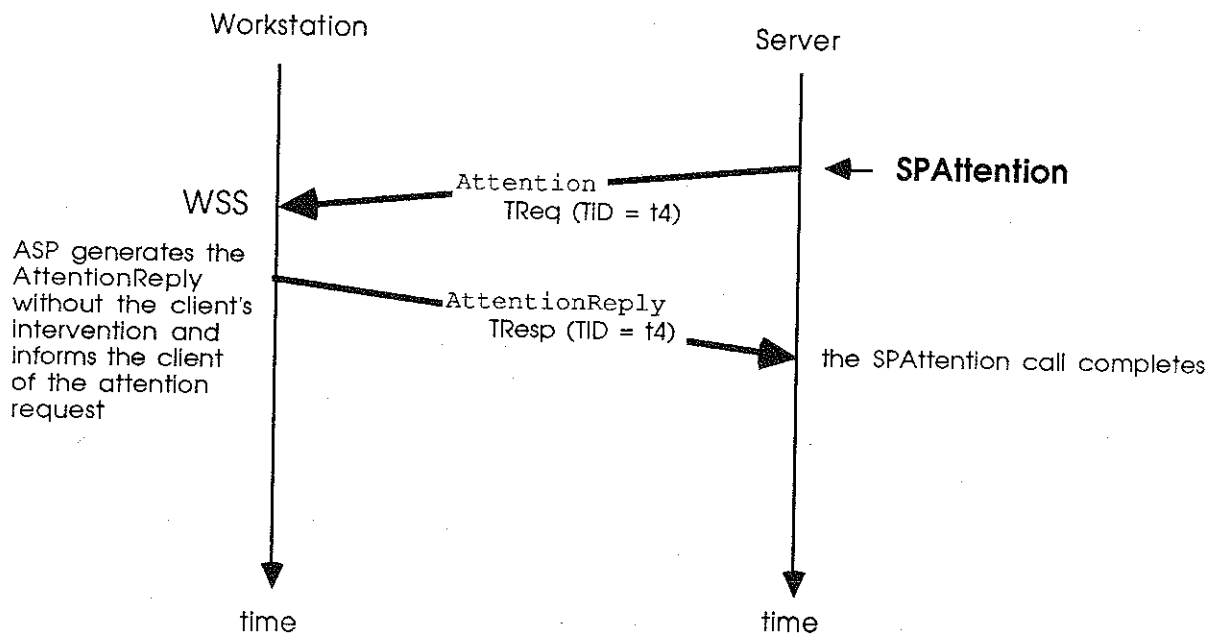 Workstation
Server
SPAttention
Attention
TReq (TID = t4)
WSS
ASP generates the
AttentionReply
without the client's
intervention and
informs the client
of the attention
request
AttentionReply
TResp (TID = t4)
the SPAttention call completes
time
time